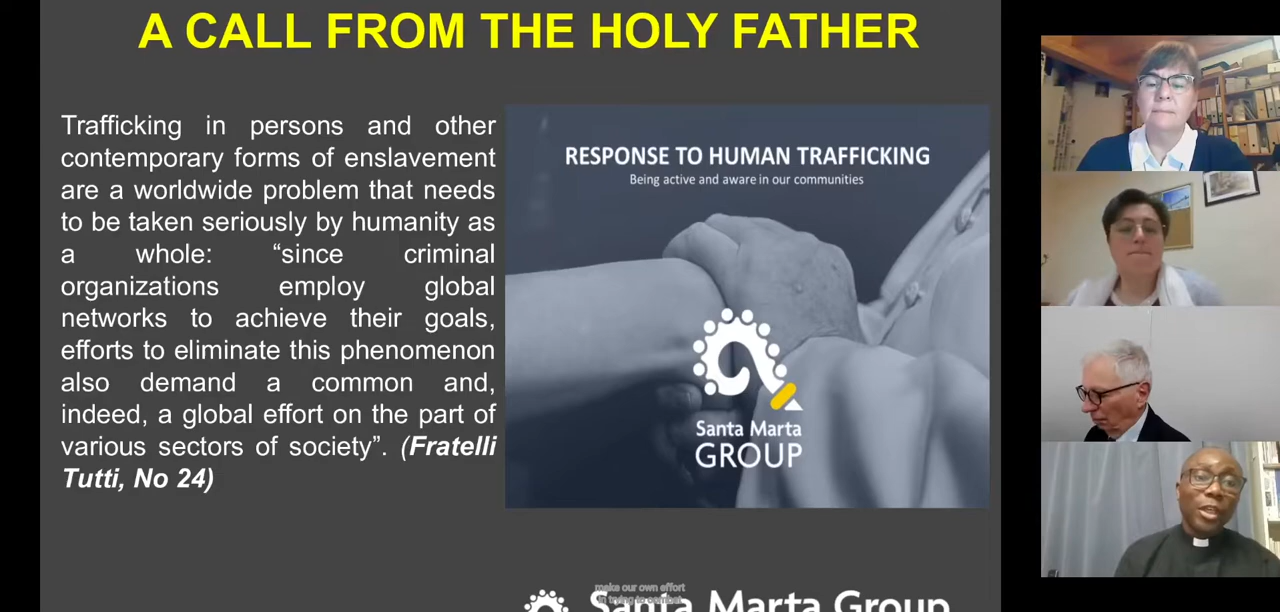 A CALL FROM THE HOLY FATHER
Trafficking in persons and other
contemporary forms of enslavement
are a worldwide problem that needs
to be taken seriously by humanity as
a whole: “since criminal
organizations employ global
networks to achieve their goals,
efforts to eliminate this phenomenon
also demand a common and,
indeed, a global effort on the part of
various sectors of society”. (Fratelli
Tutti, No 24)
RESPONSE TO HUMAN TRAFFICKING
Being active and aware in our communities
Santa Marta
GROUP
make our own effort
in trying to combat
Santa Marta Group